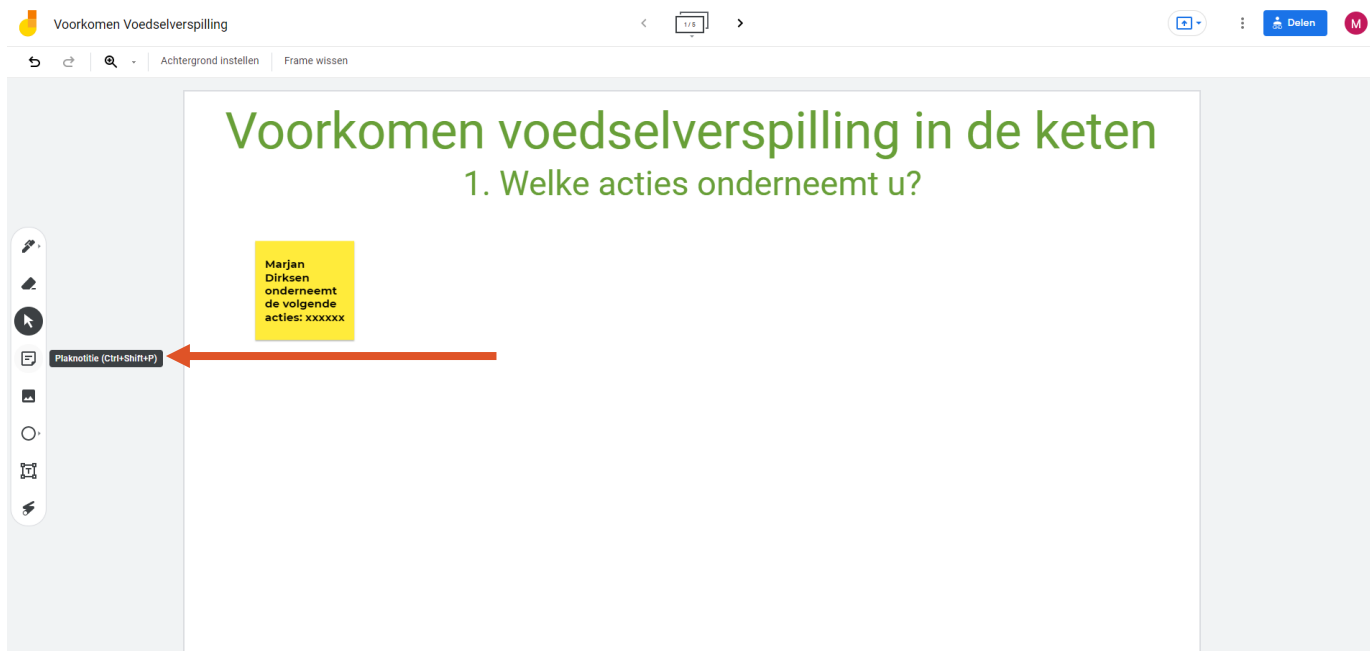 Voorkomen Voedselverspilling
1 / 5
Delen
M
Achtergrond instellen
Frame wissen
Voorkomen voedselverspilling in de keten
1. Welke acties onderneemt u?
Marjan
Dirksen
onderneemt
de volgende
acties: xxxxxx
Plaknotitie (Ctrl+Shift+P)
T